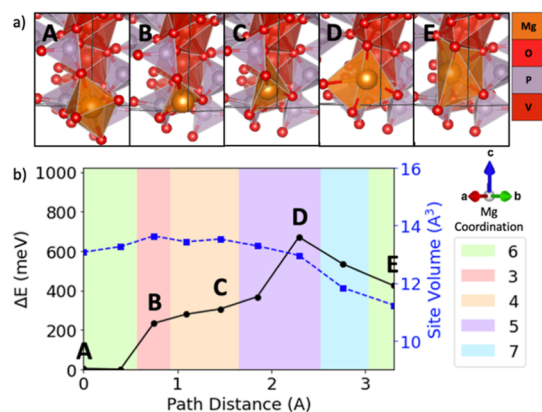 a)
A B C D E
Mg
O
P
V
b)
1000
800
600
400
200
0
ΔE (meV)
A
B
C
D
E
0 1 2 3
Path Distance (A)
16
14
12
10
Site Volume (A³)
c
a b
Mg
Coordination
6
3
4
5
7